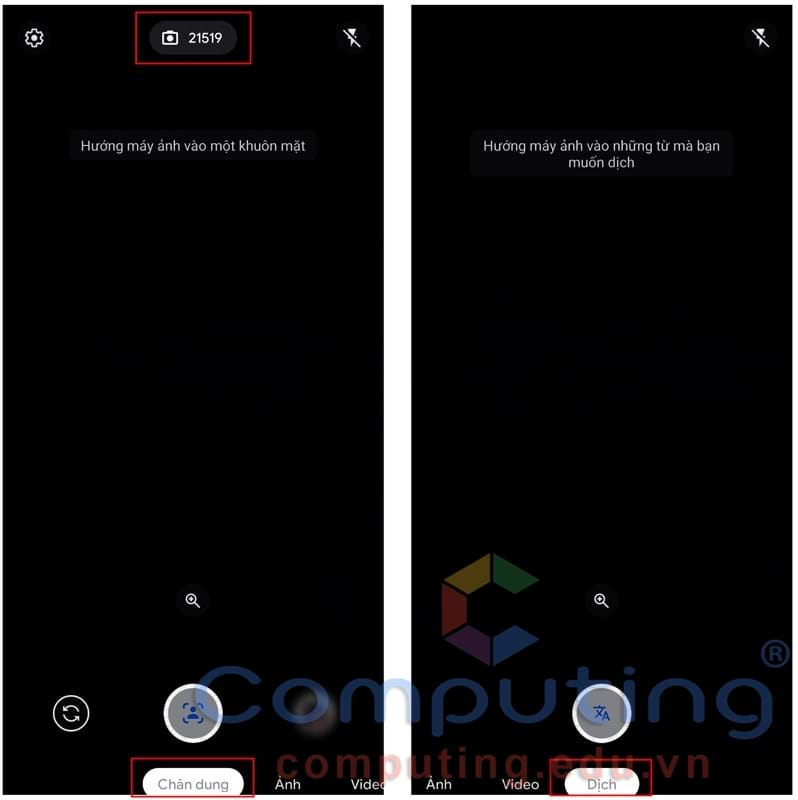 21519
Hướng máy ảnh vào một khuôn mặt
Chân dung
Ảnh
Video
Hướng máy ảnh vào những từ mà bạn
muốn dịch
Ảnh
Video
Dịch
Computing®
computing.edu.vn